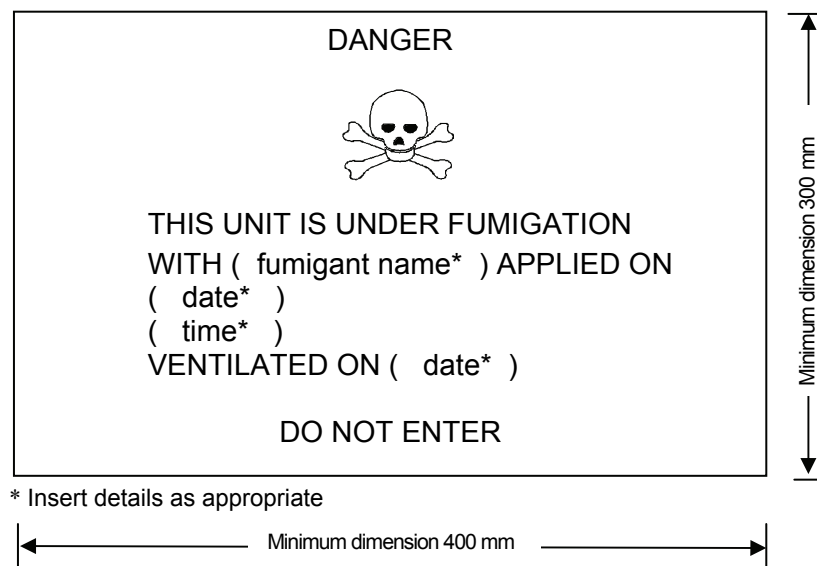 DANGER
THIS UNIT IS UNDER FUMIGATION
WITH ( fumigant name* ) APPLIED ON
( date* )
( time* )
VENTILATED ON ( date* )
DO NOT ENTER
Minimum dimension 300 mm
* Insert details as appropriate
Minimum dimension 400 mm